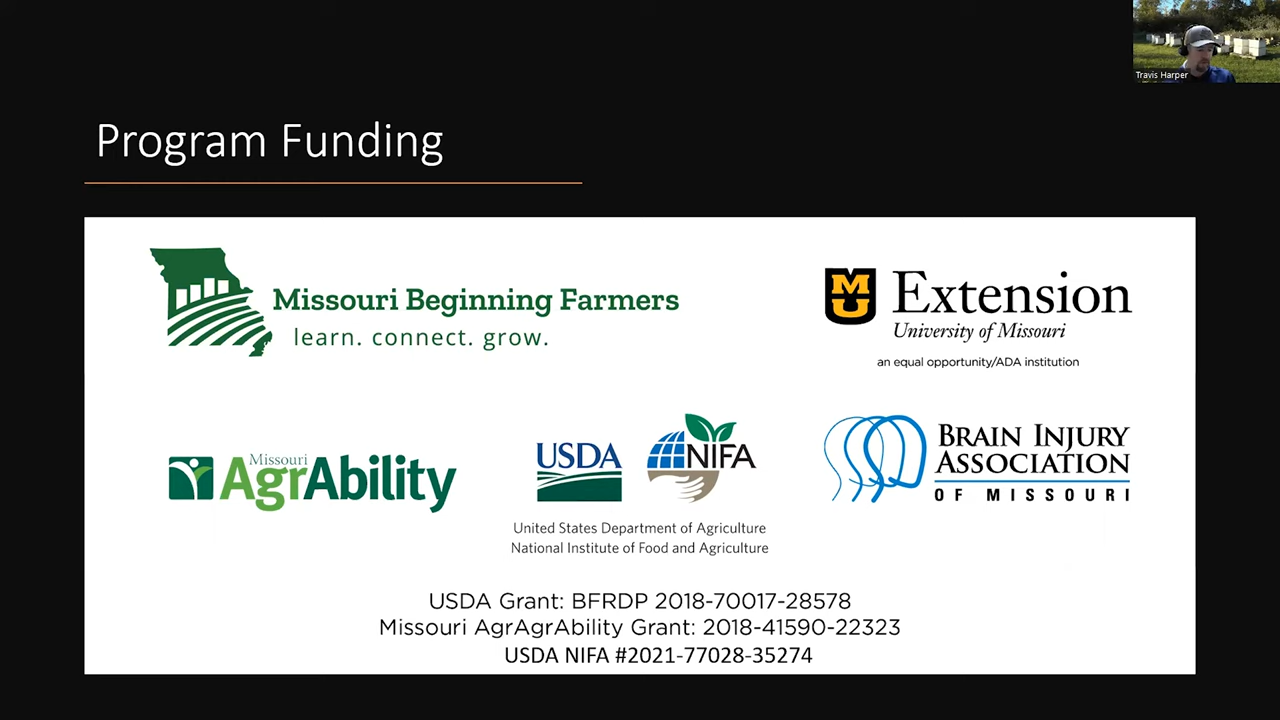 Travis Harper
Program Funding
Missouri Beginning Farmers
learn. connect. grow.
MU
Extension
University of Missouri
an equal opportunity/ADA institution
Missouri
AgrAbility
USDA
NIFA
United States Department of Agriculture
National Institute of Food and Agriculture
BRAIN INJURY
ASSOCIATION
OF MISSOURI
USDA Grant: BFRDP 2018-70017-28578
Missouri AgrAgrAbility Grant: 2018-41590-22323
USDA NIFA #2021-77028-35274